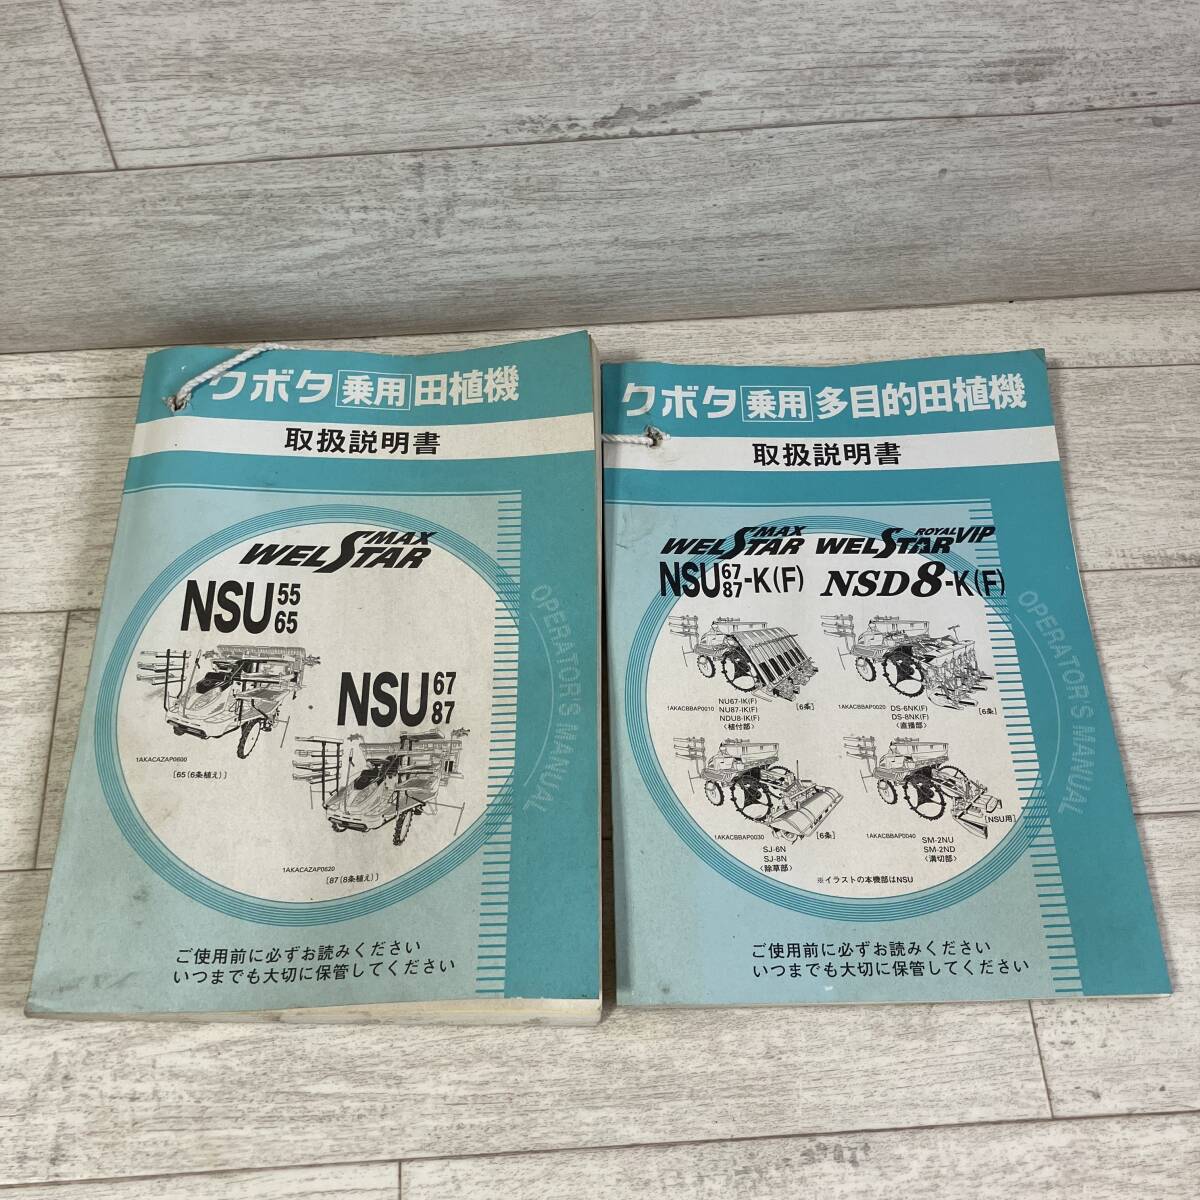 クボタ 乗用 田植機
取扱説明書
WELSTAR MAX
NSU 55
65
NSU 67
87
1AKACAZAP0600
〔65(6条植え)〕
1AKACAZAP0620
〔87(8条植え)〕
OPERATOR'S MANUAL
ご使用前に必ずお読みください
いつまでも大切に保管してください
クボタ 乗用 多目的田植機
取扱説明書
WELSTAR MAX WELSTAR ROYAL VIP
NSU 67
87 -K(F) NSD8-K(F)
1AKACBBAP0010
NU67-IK(F)
NU87-IK(F)
NDU8-IK(F)
〈植付部〉
[6条]
1AKACBBAP0020
DS-6NK(F)
DS-8NK(F)
〈直播部〉
[6条]
1AKACBBAP0030
[6条]
SJ-6N
SJ-8N
〈除草部〉
1AKACBBAP0040
[NSU用]
SM-2NU
SM-2ND
〈溝切部〉
※イラストの本機部はNSU
OPERATOR'S MANUAL
ご使用前に必ずお読みください
いつまでも大切に保管してください